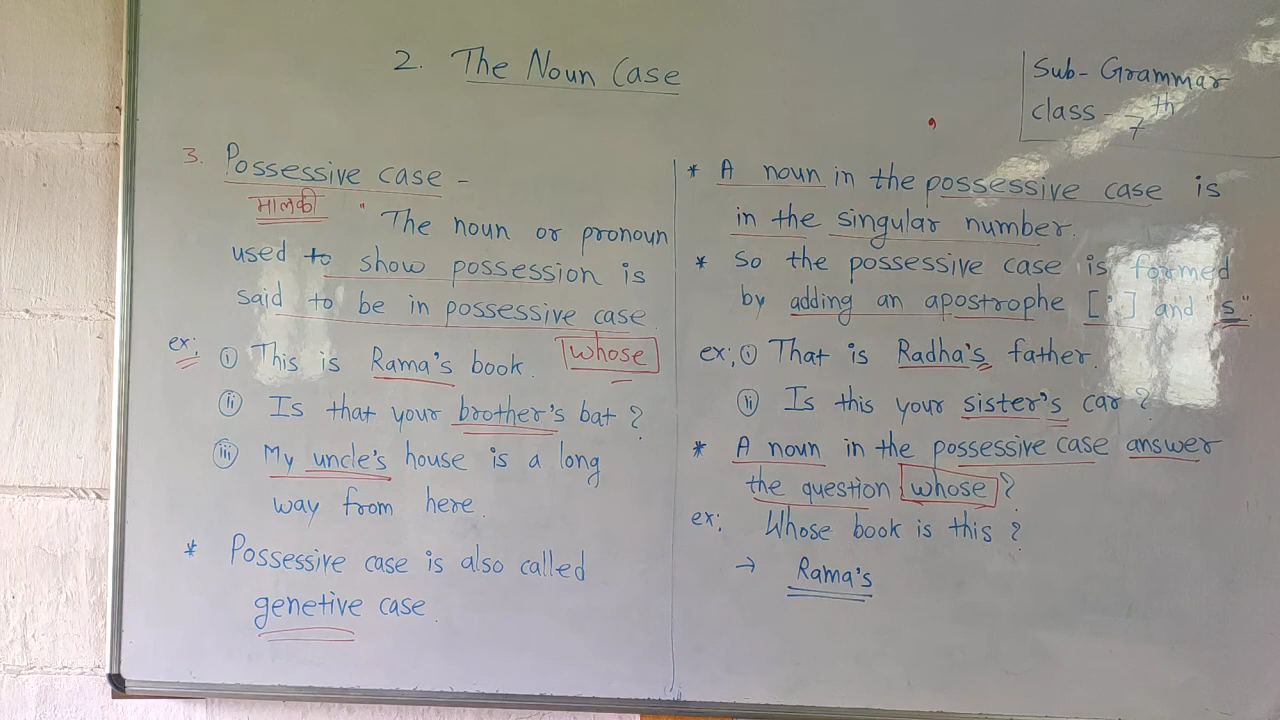 2. The Noun Case
Sub- Grammar
class- 7th
3. Possessive case -
मालकी
" The noun or pronoun
used to show possession is
said to be in possessive case
ex; (i) This is Rama's book. whose
(ii) Is that your brother's bat ?
(iii) My uncle's house is a long
way from here.
* Possessive case is also called
genetive case.
* A noun in the possessive case is
in the singular number.
* so the possessive case is formed
by adding an apostrophe ['] and "s".
ex; (i) That is Radha's father.
(ii) Is this your sister's car ?
* A noun in the possessive case answer
the question whose ?
ex; Whose book is this ?
→ Rama's